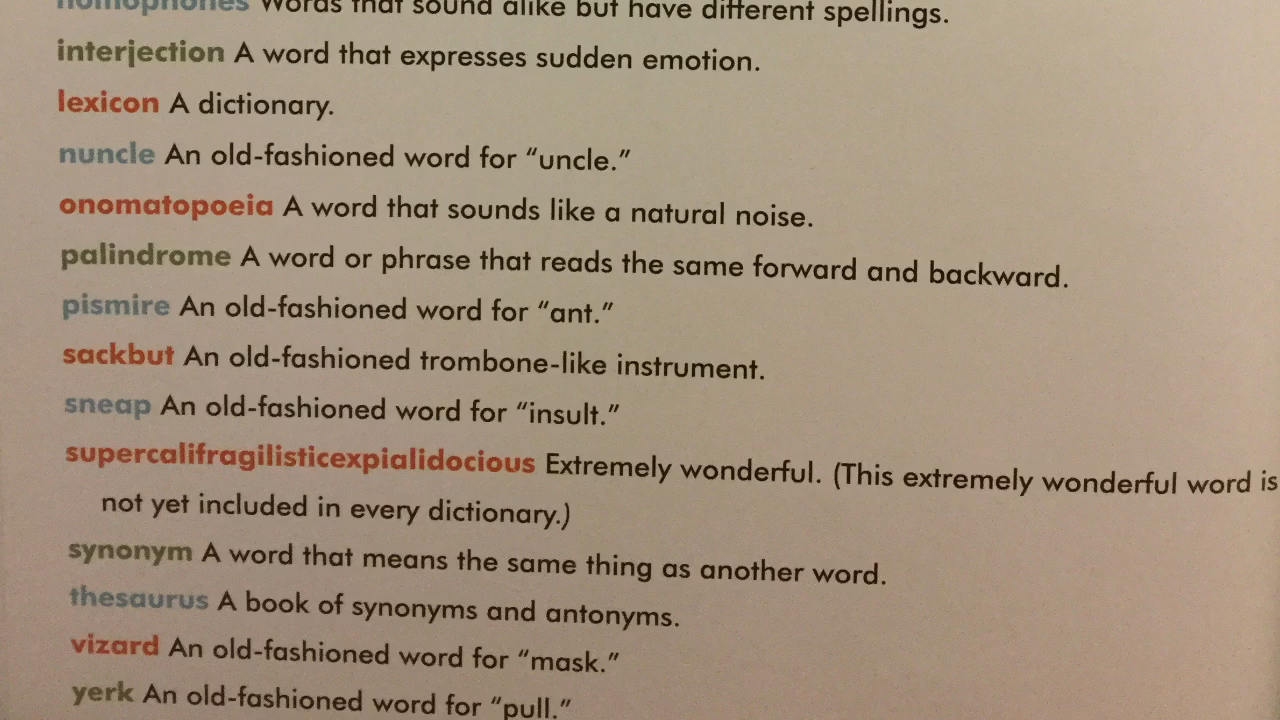 homophones Words that sound alike but have different spellings.
interjection A word that expresses sudden emotion.
lexicon A dictionary.
nuncle An old-fashioned word for “uncle.”
onomatopoeia A word that sounds like a natural noise.
palindrome A word or phrase that reads the same forward and backward.
pismire An old-fashioned word for “ant.”
sackbut An old-fashioned trombone-like instrument.
sneap An old-fashioned word for “insult.”
supercalifragilisticexpialidocious Extremely wonderful. (This extremely wonderful word is
not yet included in every dictionary.)
synonym A word that means the same thing as another word.
thesaurus A book of synonyms and antonyms.
vizard An old-fashioned word for “mask.”
yerk An old-fashioned word for “pull.”